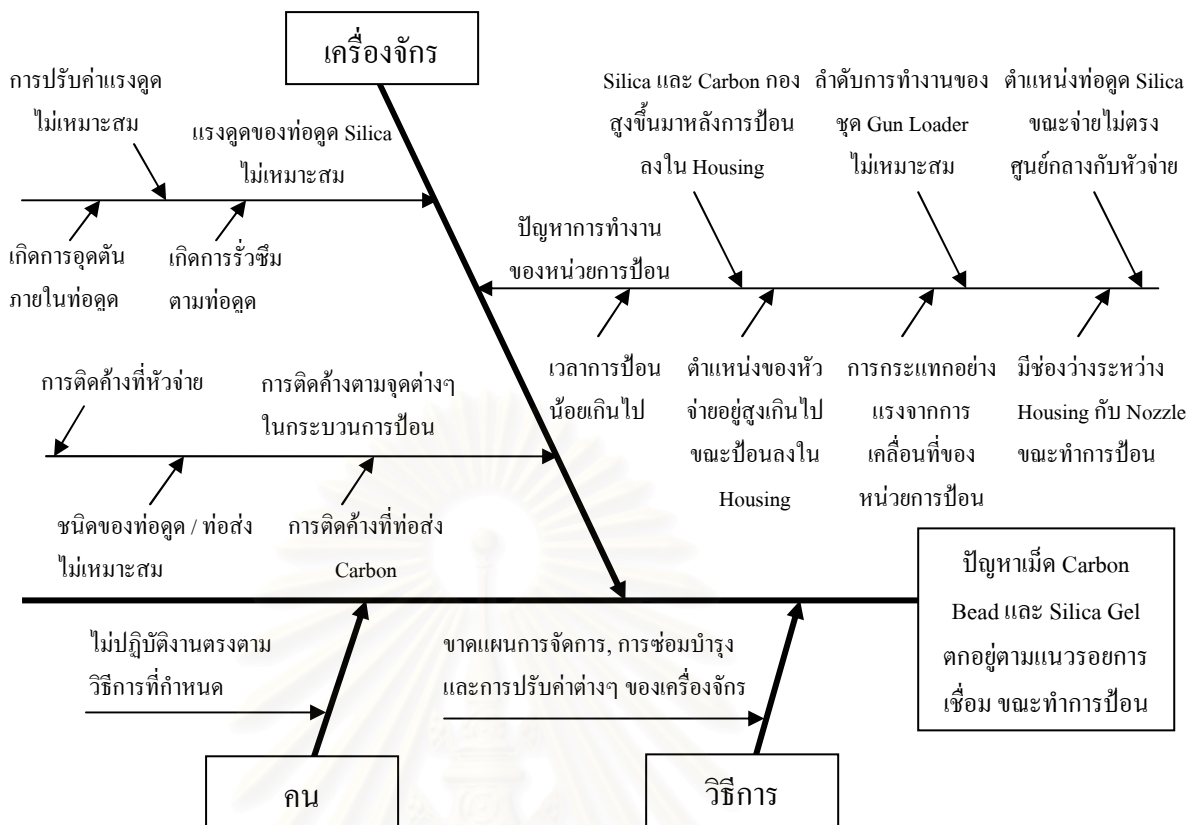 เครื่องจักร
การปรับค่าแรงดูด
ไม่เหมาะสม
แรงดูดของท่อดูด Silica
ไม่เหมาะสม
เกิดการอุดตัน
ภายในท่อดูด
เกิดการรั่วซึม
ตามท่อดูด
Silica และ Carbon กอง
สูงขึ้นมาหลังการป้อน
ลงใน Housing
ลำดับการทำงานของ
ชุด Gun Loader
ไม่เหมาะสม
ตำแหน่งท่อดูด Silica
ขณะจ่ายไม่ตรง
ศูนย์กลางกับหัวจ่าย
ปัญหาการทำงาน
ของหน่วยการป้อน
เวลาการป้อน
น้อยเกินไป
ตำแหน่งของหัว
จ่ายอยู่สูงเกินไป
ขณะป้อนลงใน
Housing
การกระแทกอย่าง
แรงจากการ
เคลื่อนที่ของ
หน่วยการป้อน
มีช่องว่างระหว่าง
Housing กับ Nozzle
ขณะทำการป้อน
การติดค้างที่หัวจ่าย
การติดค้างตามจุดต่างๆ
ในกระบวนการป้อน
ชนิดของท่อดูด / ท่อส่ง
ไม่เหมาะสม
การติดค้างที่ท่อส่ง
Carbon
ปัญหาเม็ด Carbon
Bead และ Silica Gel
ตกอยู่ตามแนวรอยการ
เชื่อม ขณะทำการป้อน
ไม่ปฏิบัติงานตรงตาม
วิธีการที่กำหนด
ขาดแผนการจัดการ, การซ่อมบำรุง
และการปรับค่าต่างๆ ของเครื่องจักร
คน
วิธีการ